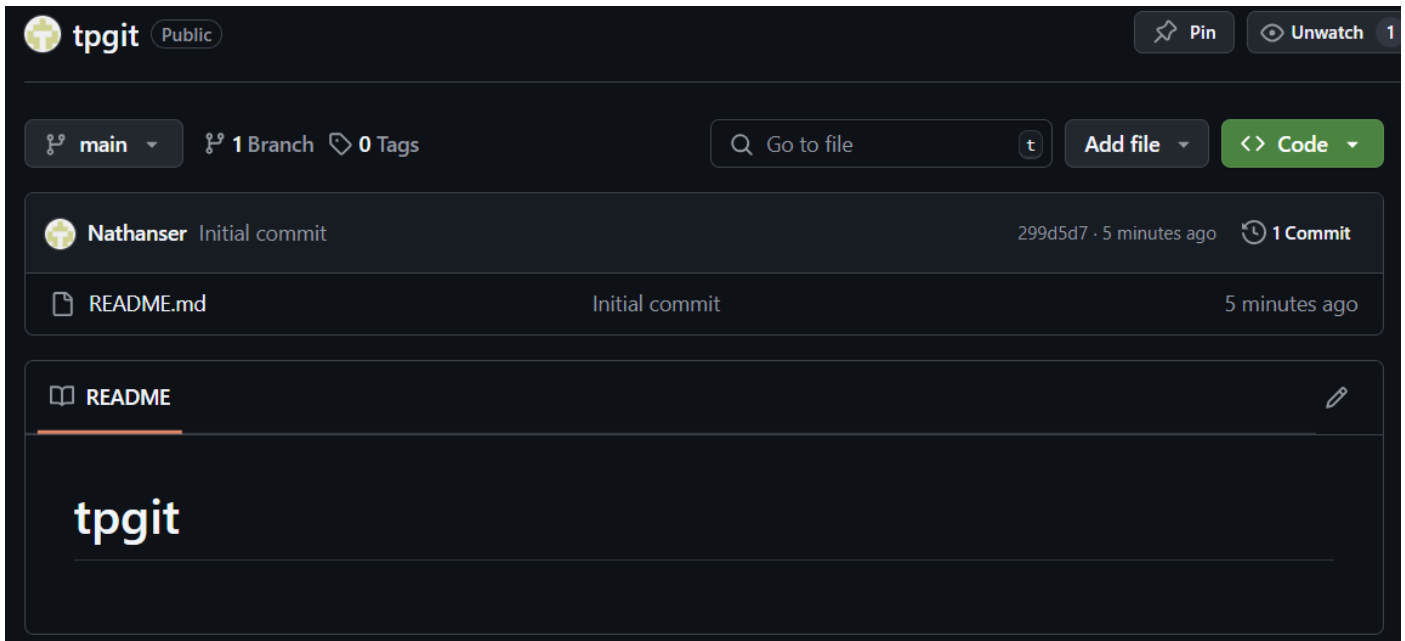 tpgit Public Pin Unwatch 1
main 1 Branch 0 Tags Go to file t Add file Code
Nathanser Initial commit 299d5d7 · 5 minutes ago 1 Commit
README.md Initial commit 5 minutes ago
README
tpgit